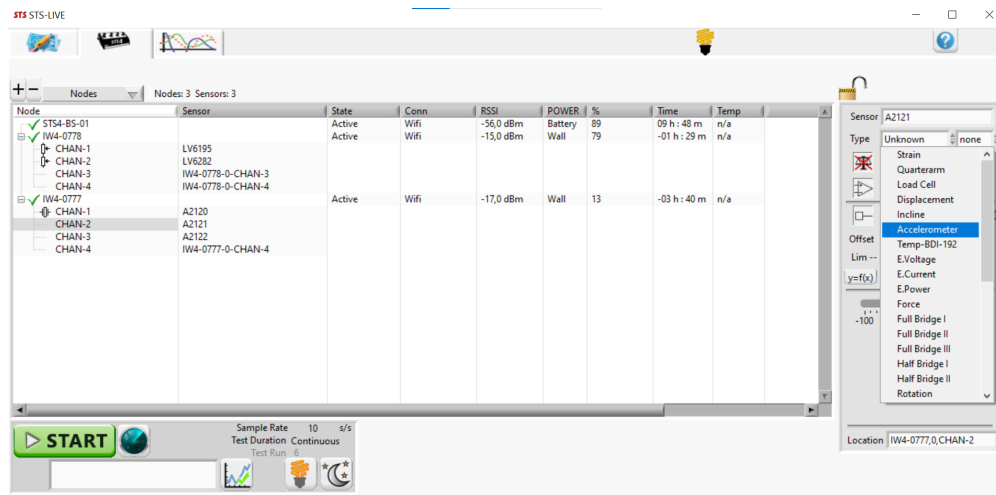 STS STS-LIVE
Nodes Nodes: 3 Sensors: 3
Node Sensor State Conn RSSI POWER % Time Temp
STS4-BS-01 Active Wifi -56,0 dBm Battery 89 09 h : 48 m n/a
IW4-0778 Active Wifi -15,0 dBm Wall 79 -01 h : 29 m n/a
CHAN-1 LV6195
CHAN-2 LV6282
CHAN-3 IW4-0778-0-CHAN-3
CHAN-4 IW4-0778-0-CHAN-4
IW4-0777 Active Wifi -17,0 dBm Wall 13 -03 h : 40 m n/a
CHAN-1 A2120
CHAN-2 A2121
CHAN-3 A2122
CHAN-4 IW4-0777-0-CHAN-4
START
Sample Rate 10 s/s
Test Duration Continuous
Test Run 6
Sensor A2121
Type Unknown none
Strain
Quarterarm
Load Cell
Displacement
Incline
Accelerometer
Temp-BDI-192
E.Voltage
E.Current
E.Power
Force
Full Bridge I
Full Bridge II
Full Bridge III
Half Bridge I
Half Bridge II
Rotation
Offset
Lim --
y=f(x)
-100
Location IW4-0777,0,CHAN-2